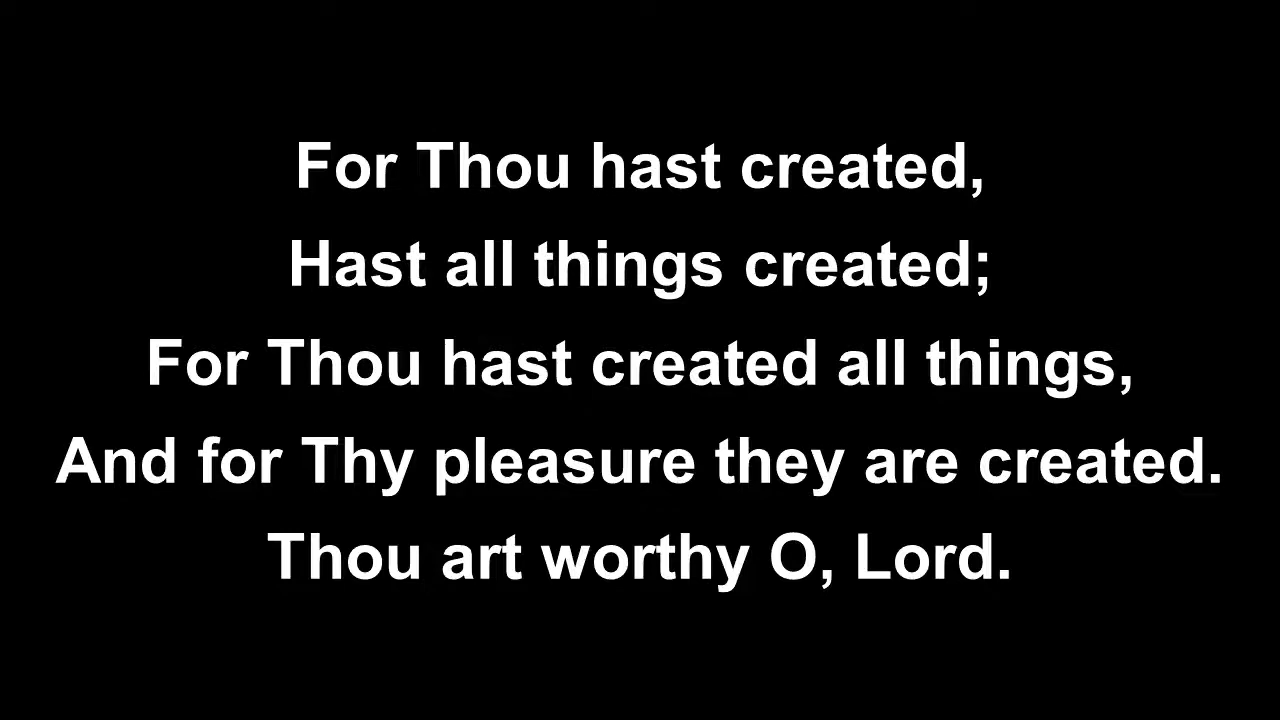 For Thou hast created,
Hast all things created;
For Thou hast created all things,
And for Thy pleasure they are created.
Thou art worthy O, Lord.